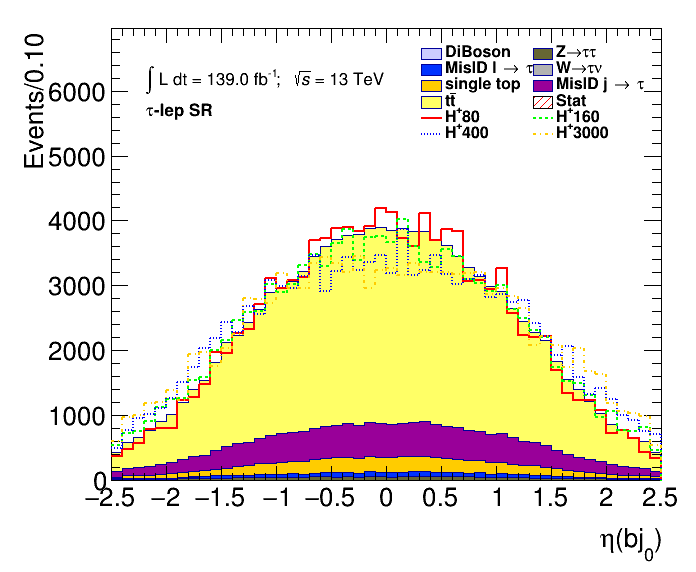 Events/0.10
∫ L dt = 139.0 fb⁻¹; √s = 13 TeV
τ-lep SR
DiBoson
Z→ττ
MisID l → τ
W→τν
single top
MisID j → τ
tt̄
Stat
H⁺80
H⁺160
H⁺400
H⁺3000
6000
5000
4000
3000
2000
1000
0
−2.5 −2 −1.5 −1 −0.5 0 0.5 1 1.5 2 2.5
η(bj₀)